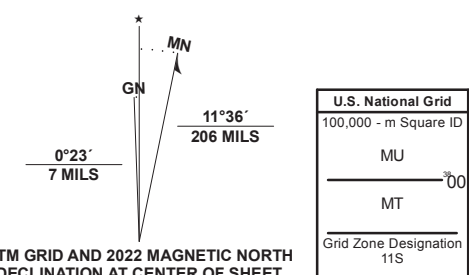 MN
GN
11°36´
206 MILS
0°23´
7 MILS
TM GRID AND 2022 MAGNETIC NORTH
DECLINATION AT CENTER OF SHEET
U.S. National Grid
100,000 - m Square ID
MU
3800
MT
Grid Zone Designation
11S